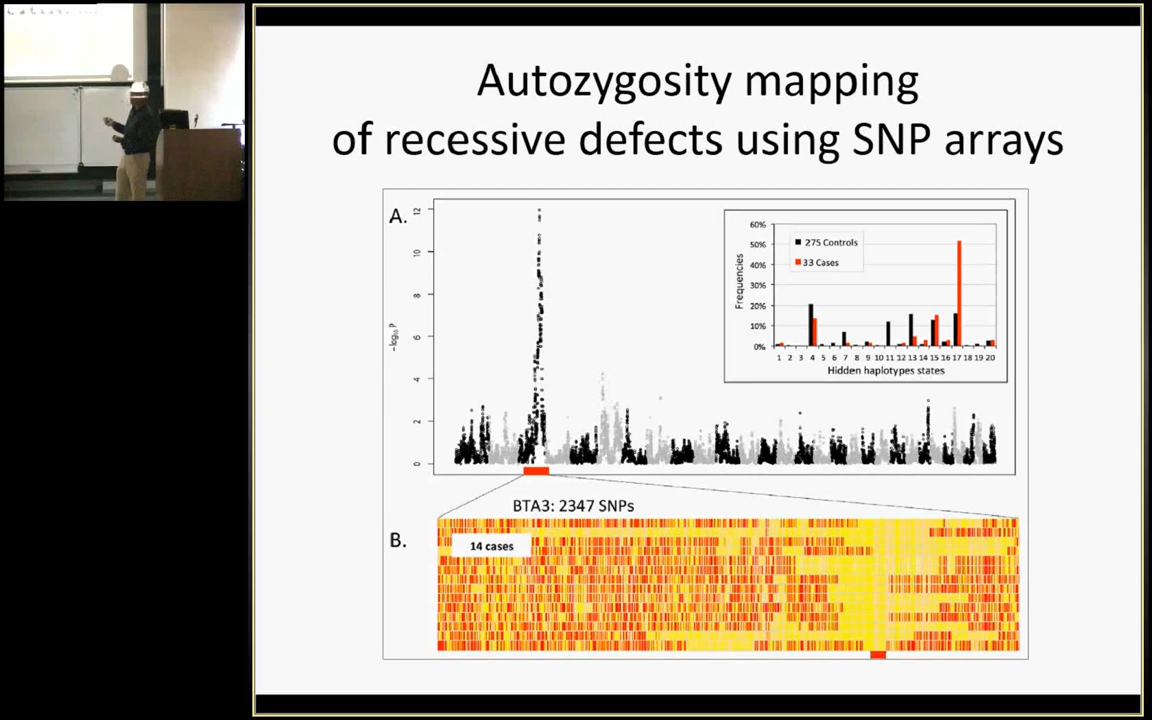 Autozygosity mapping
of recessive defects using SNP arrays
A.
12
10
8
6
4
2
0
-log₁₀ P
60%
50%
40%
30%
20%
10%
0%
Frequencies
275 Controls
33 Cases
1 2 3 4 5 6 7 8 9 10 11 12 13 14 15 16 17 18 19 20
Hidden haplotypes states
BTA3: 2347 SNPs
B.
14 cases